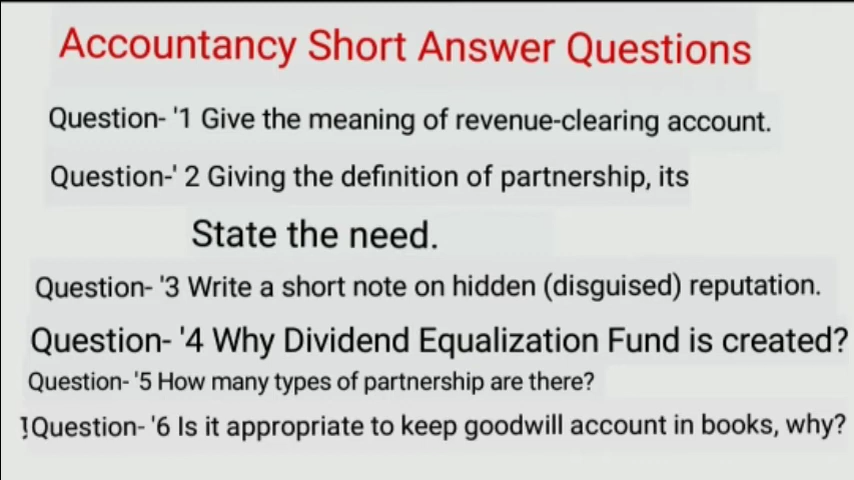 Accountancy Short Answer Questions
Question- '1 Give the meaning of revenue-clearing account.
Question-' 2 Giving the definition of partnership, its
State the need.
Question- '3 Write a short note on hidden (disguised) reputation.
Question- '4 Why Dividend Equalization Fund is created?
Question- '5 How many types of partnership are there?
Question- '6 Is it appropriate to keep goodwill account in books, why?